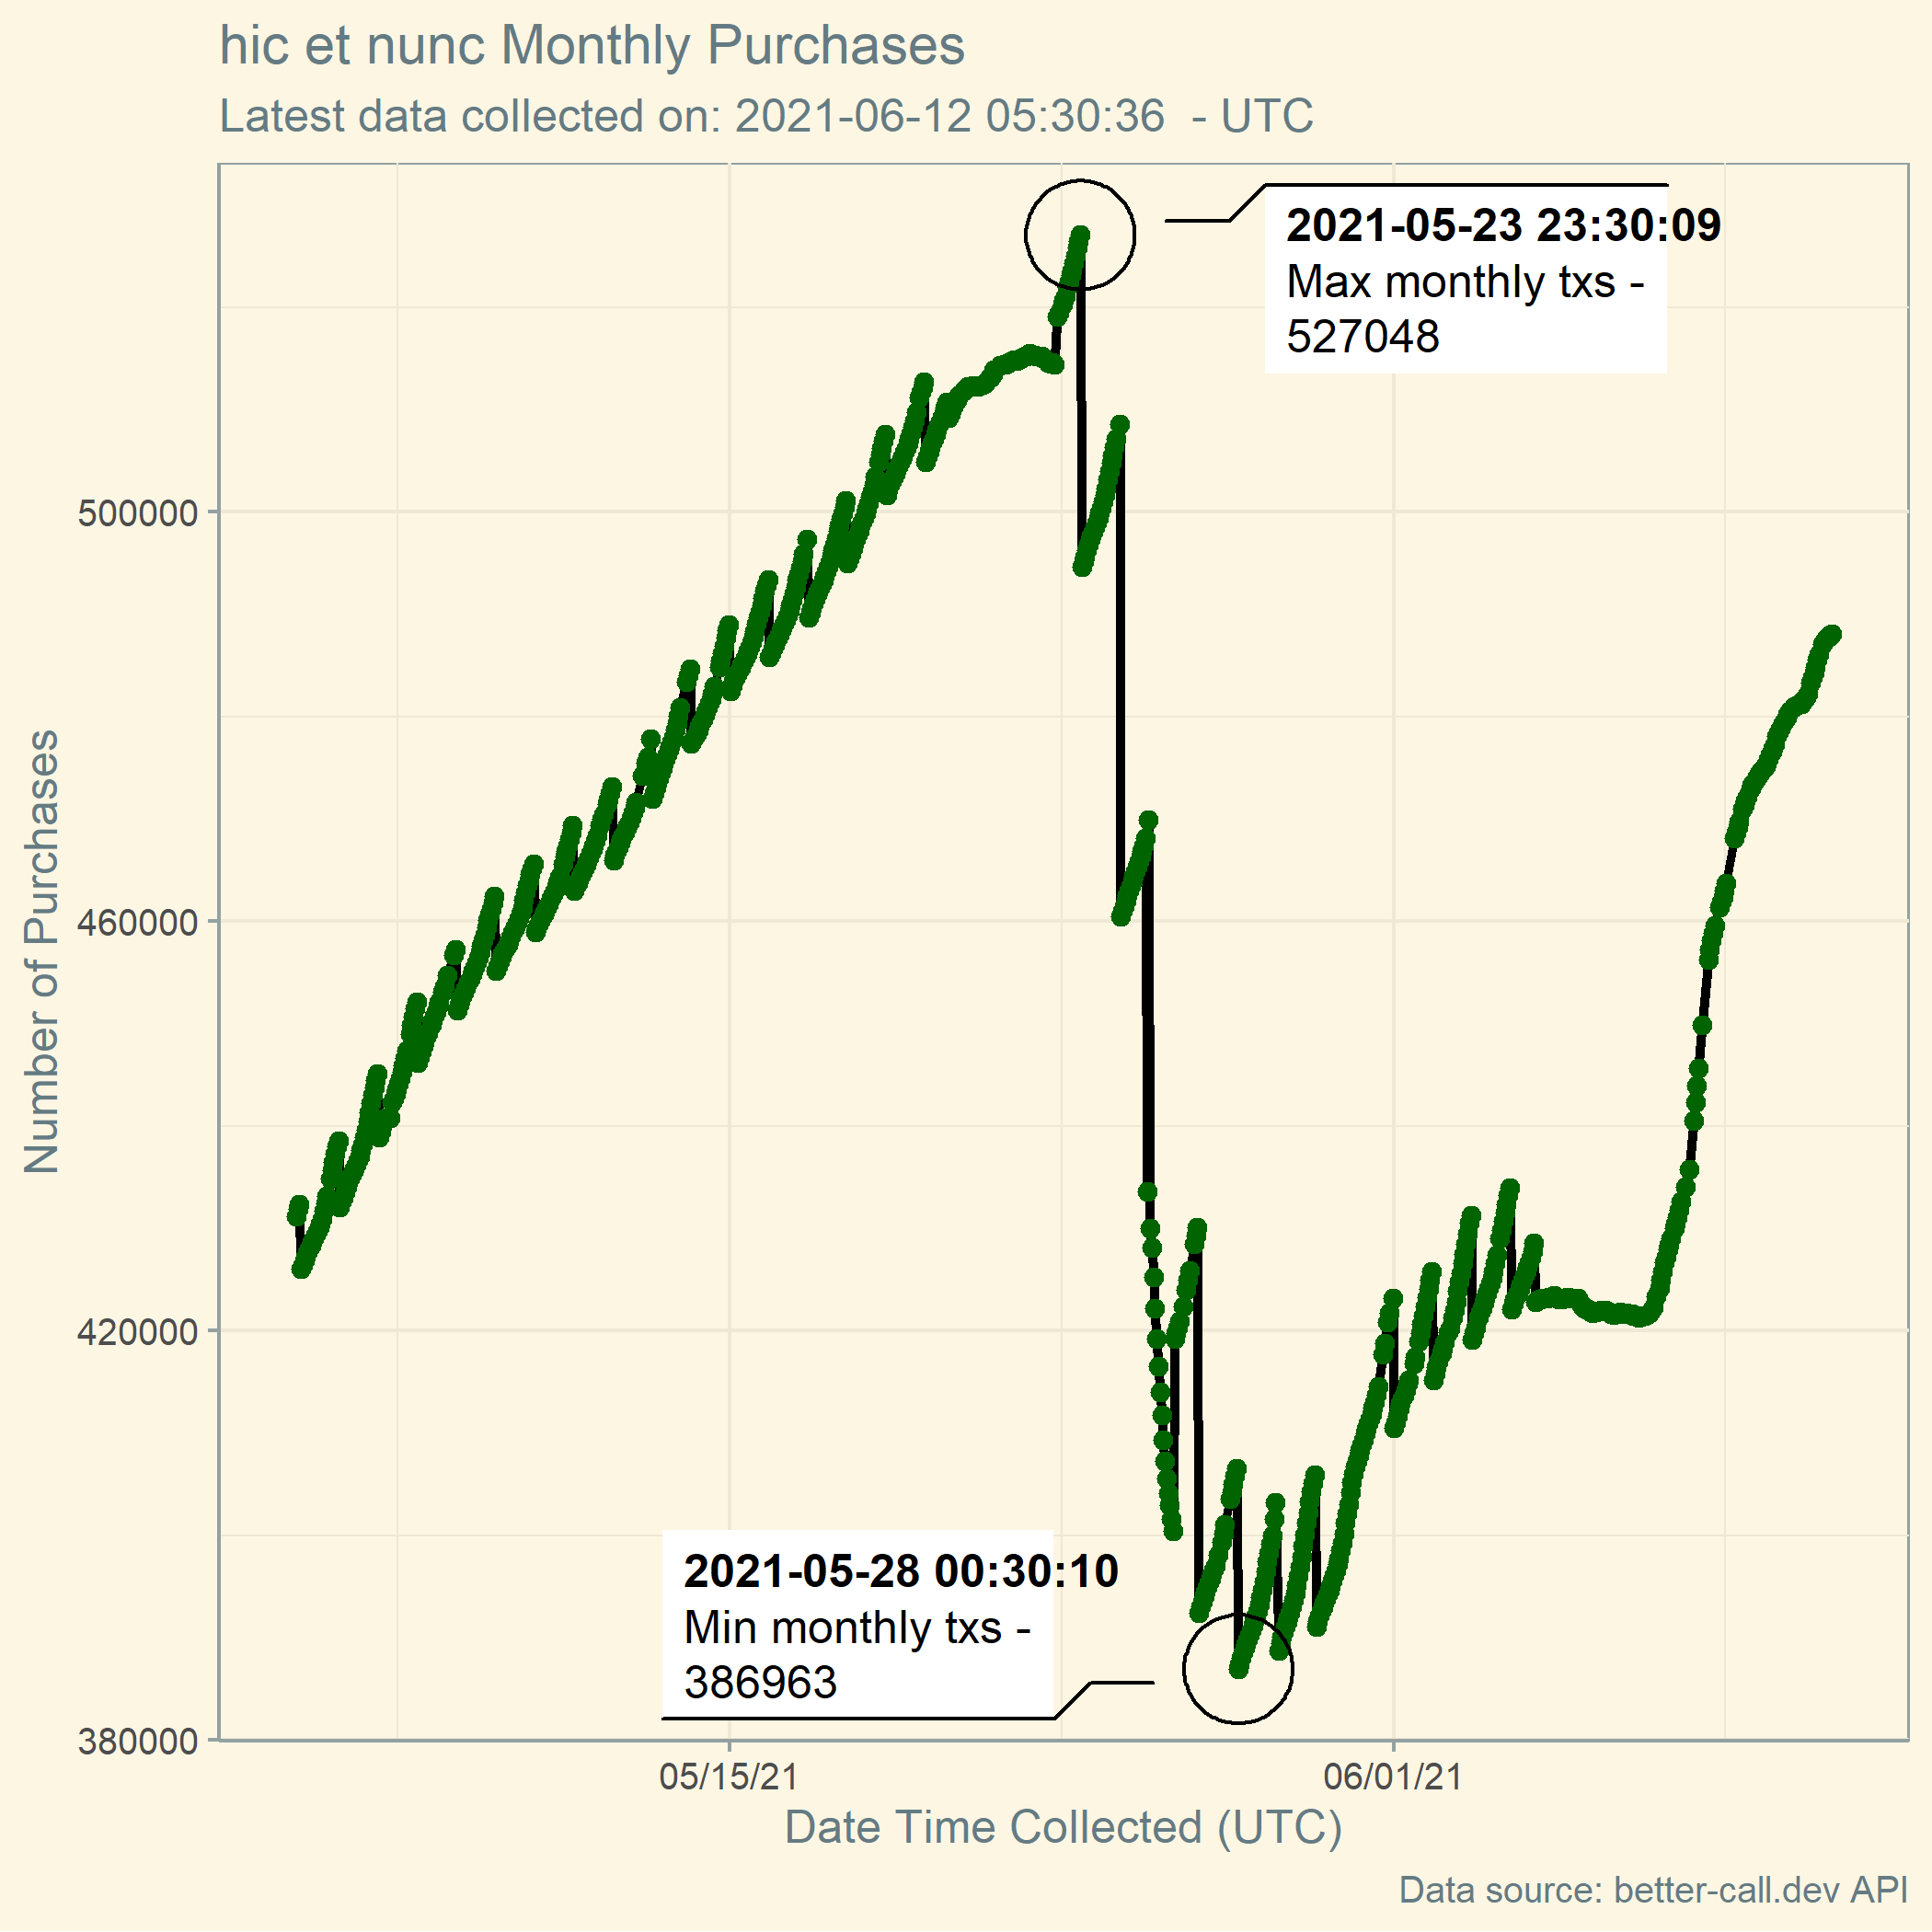 hic et nunc Monthly Purchases
Latest data collected on: 2021-06-12 05:30:36  - UTC
2021-05-23 23:30:09
Max monthly txs -
527048
Number of Purchases
500000
460000
420000
380000
2021-05-28 00:30:10
Min monthly txs -
386963
05/15/21
06/01/21
Date Time Collected (UTC)
Data source: better-call.dev API